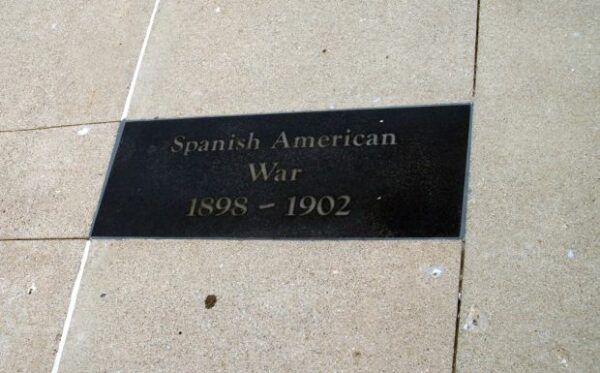 Spanish American
War
1898 - 1902